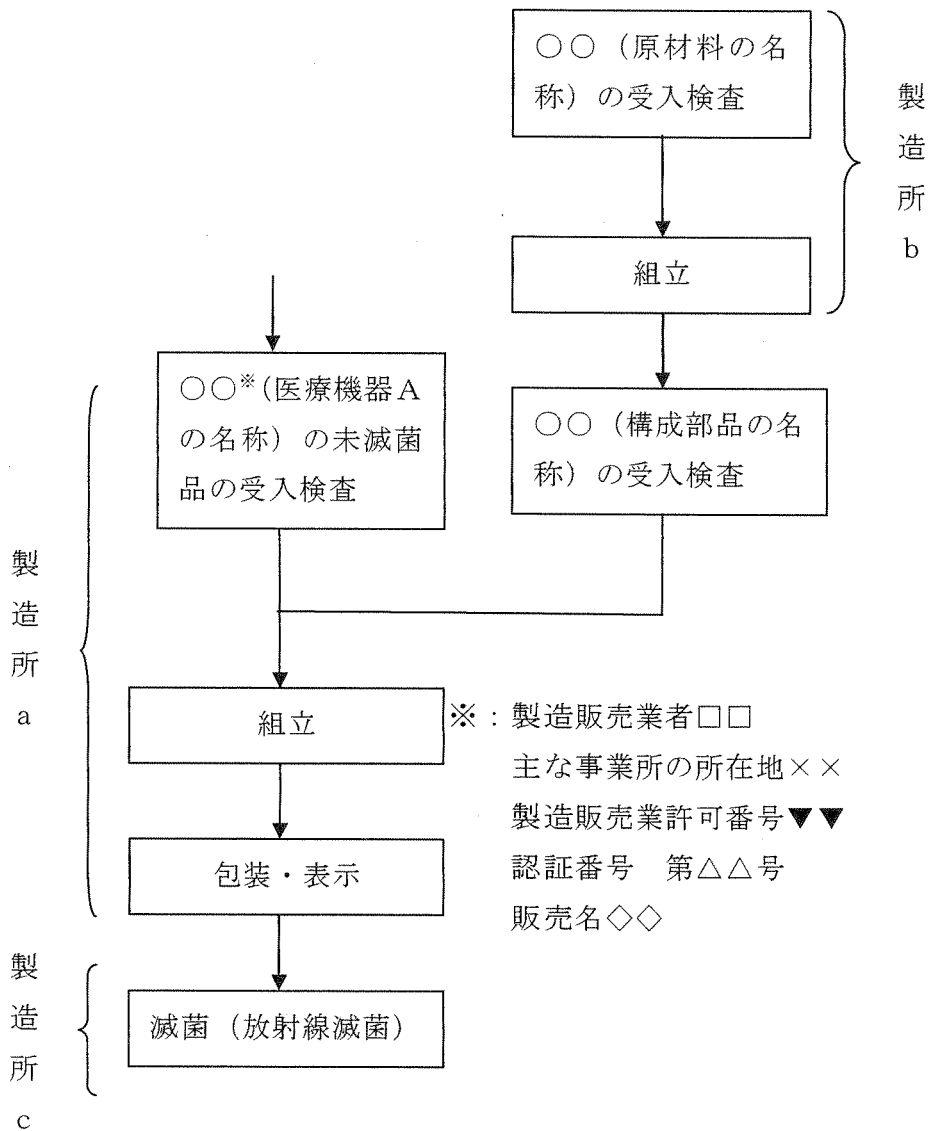 ○○（原材料の名
称）の受入検査
製造所b
組立
○○※(医療機器A
の名称）の未滅菌
品の受入検査
○○（構成部品の名
称）の受入検査
製造所a
組立
※：製造販売業者□□
主な事業所の所在地××
製造販売業許可番号▼▼
認証番号　第△△号
販売名◇◇
包装・表示
製造所c
滅菌（放射線滅菌）